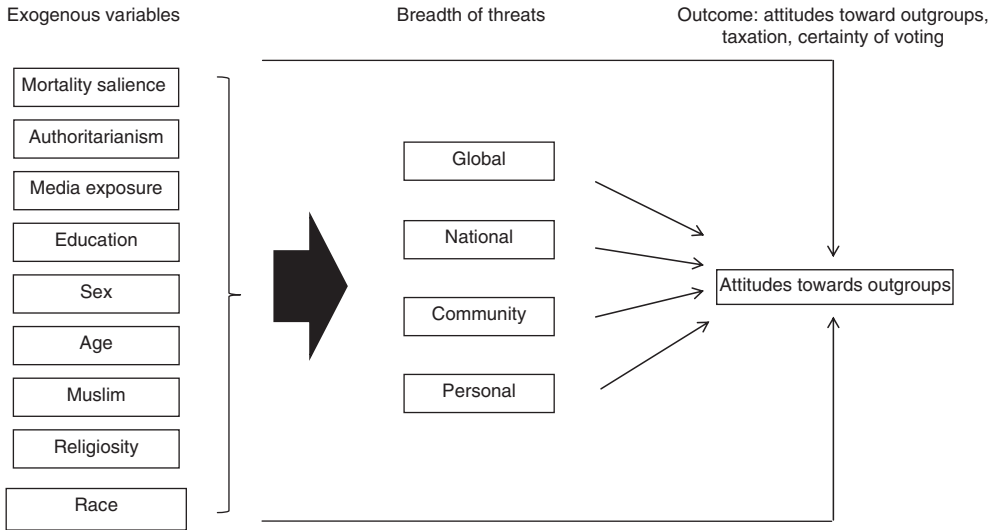 Exogenous variables
Breadth of threats
Outcome: attitudes toward outgroups,
taxation, certainty of voting
Mortality salience
Authoritarianism
Media exposure
Education
Sex
Age
Muslim
Religiosity
Race
Global
National
Community
Personal
Attitudes towards outgroups